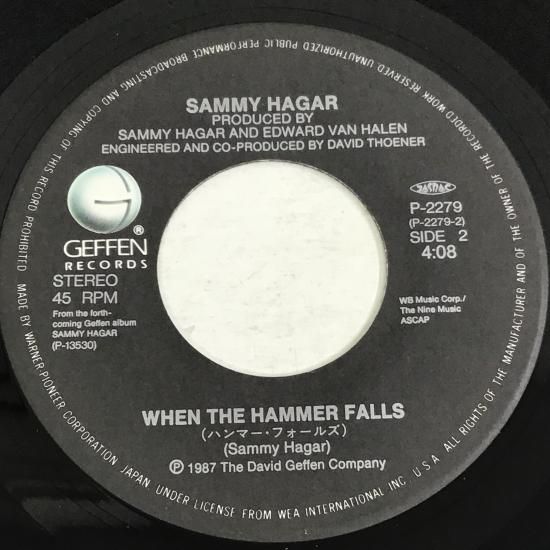 SAMMY HAGAR
PRODUCED BY
SAMMY HAGAR AND EDWARD VAN HALEN
ENGINEERED AND CO-PRODUCED BY DAVID THOENER
®
GEFFEN
RECORDS
STEREO
45 RPM
From the forth-
coming Geffen album
SAMMY HAGAR
(P-13530)
JASRAC
P-2279
(P-2279-2)
SIDE 2
4:08
WB Music Corp./
The Nine Music
ASCAP
WHEN THE HAMMER FALLS
(ハンマー・フォールズ)
(Sammy Hagar)
Ⓟ 1987 The David Geffen Company
MADE BY WARNER-PIONEER CORPORATION JAPAN UNDER LICENSE FROM WEA INTERNATIONAL INC. U S A ALL RIGHTS OF THE MANUFACTURER AND OF THE OWNER OF THE RECORDED WORK RESERVED UNAUTHORIZED PUBLIC PERFORMANCE BROADCASTING AND COPYING OF THIS RECORD PROHIBITED